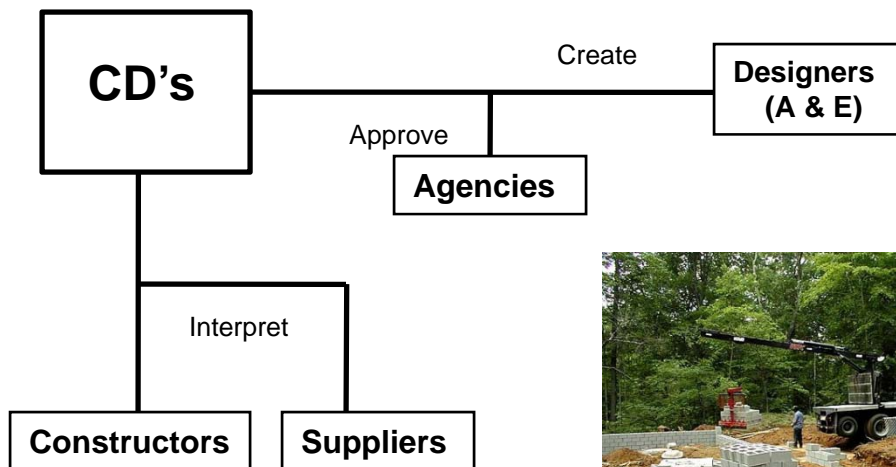 CD’s
Create
Designers
(A & E)
Approve
Agencies
Interpret
Constructors
Suppliers